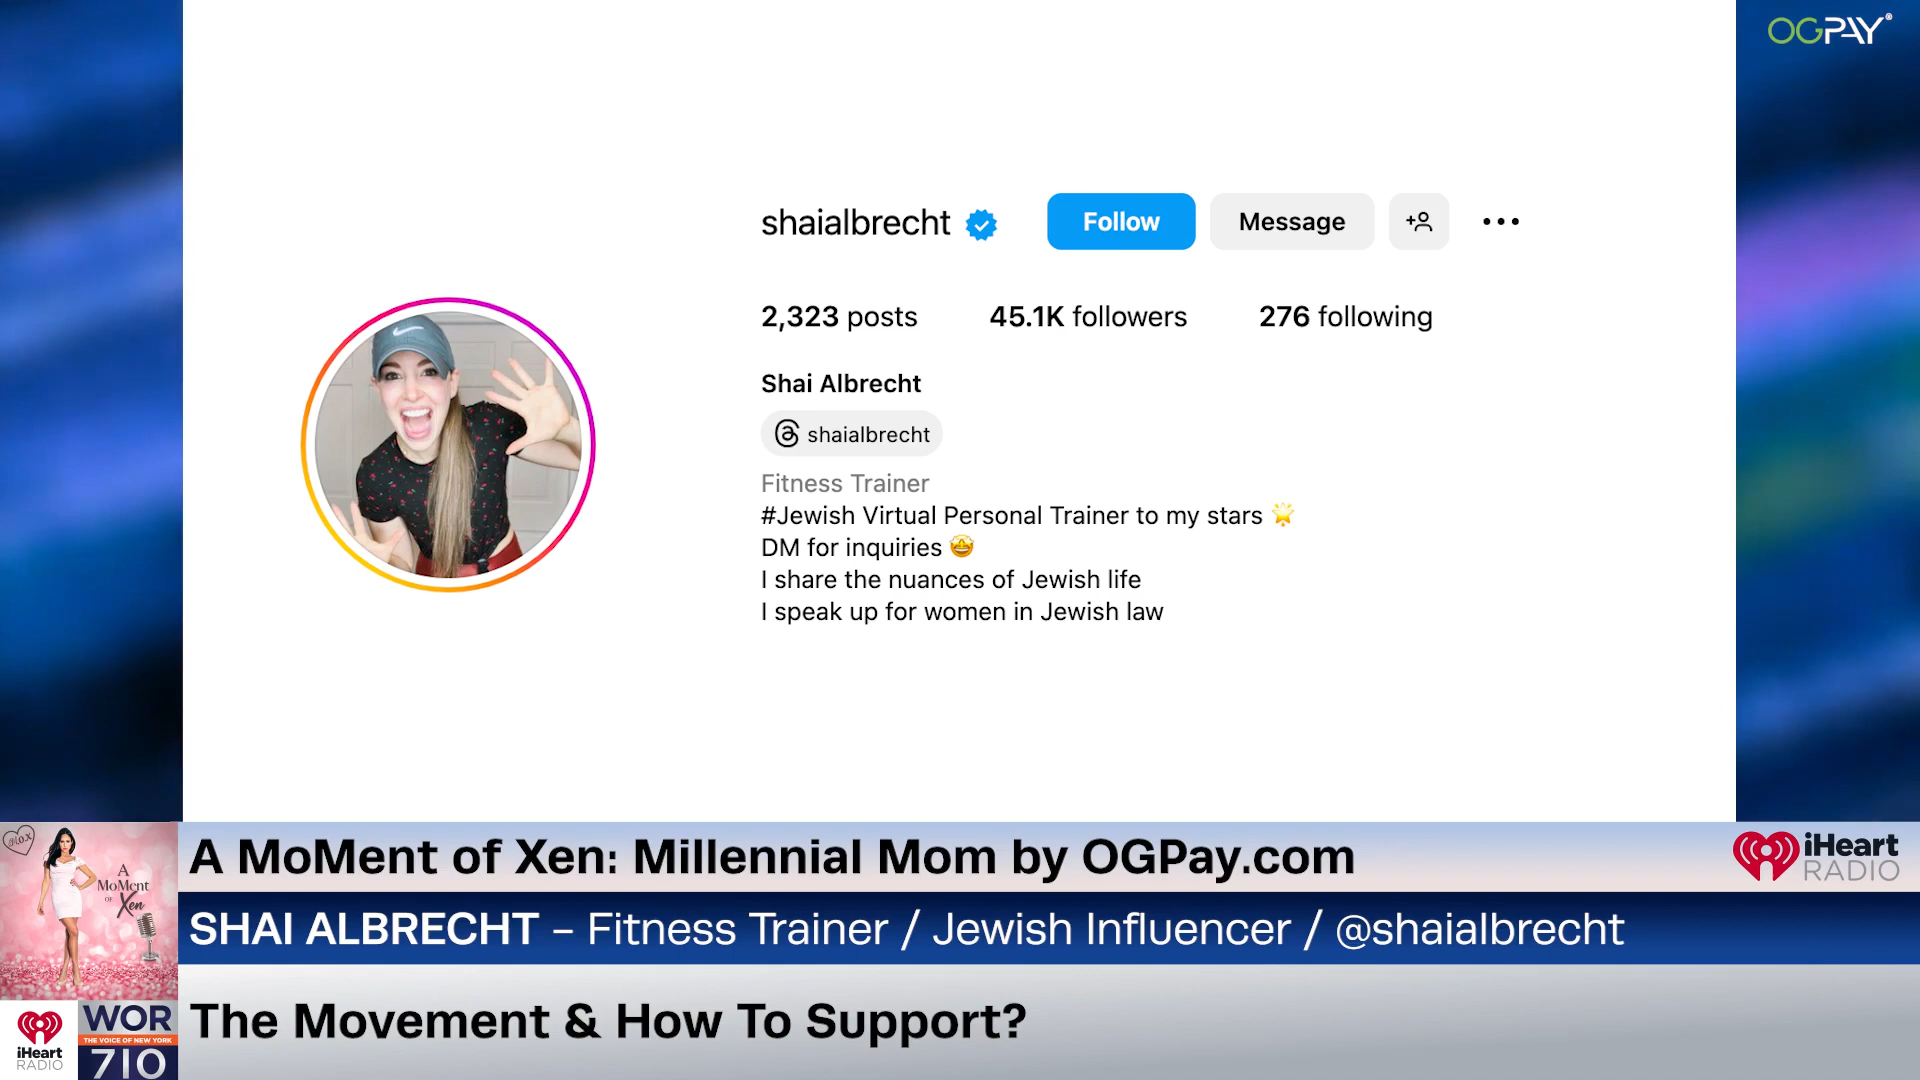 OGPAY®
shaialbrecht
Follow
Message
2,323 posts
45.1K followers
276 following
Shai Albrecht
shaialbrecht
Fitness Trainer
#Jewish Virtual Personal Trainer to my stars 🌟
DM for inquiries 🤩
I share the nuances of Jewish life
I speak up for women in Jewish law
M.O.X
A
MoMent
OF Xen
A MoMent of Xen: Millennial Mom by OGPay.com
iHeart
RADIO
SHAI ALBRECHT – Fitness Trainer / Jewish Influencer / @shaialbrecht
iHeart
RADIO
WOR
THE VOICE OF NEW YORK
710
The Movement & How To Support?